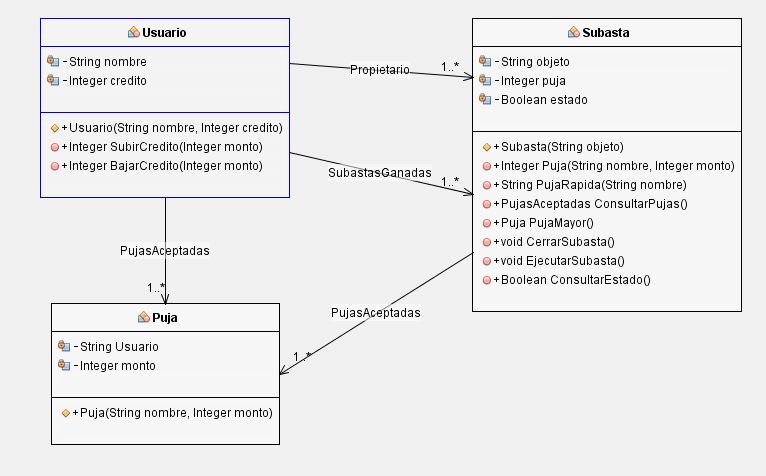 Usuario
- String nombre
- Integer credito
+ Usuario(String nombre, Integer credito)
+ Integer SubirCredito(Integer monto)
+ Integer BajarCredito(Integer monto)
Propietario
1..*
SubastasGanadas
1..*
Subasta
- String objeto
- Integer puja
- Boolean estado
+ Subasta(String objeto)
+ Integer Puja(String nombre, Integer monto)
+ String PujaRapida(String nombre)
+ PujasAceptadas ConsultarPujas()
+ Puja PujaMayor()
+ void CerrarSubasta()
+ void EjecutarSubasta()
+ Boolean ConsultarEstado()
PujasAceptadas
1..*
PujasAceptadas
1..*
Puja
- String Usuario
- Integer monto
+ Puja(String nombre, Integer monto)